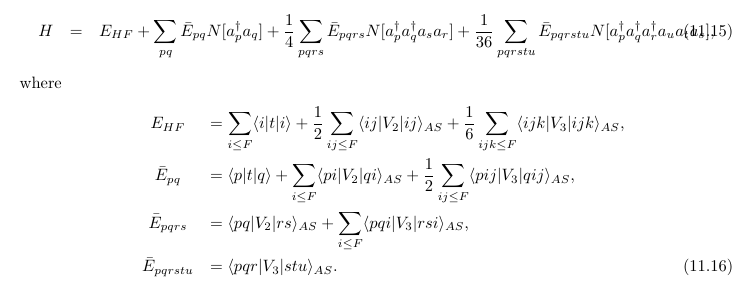 H = E_{HF} + \sum_{pq} \bar{E}_{pq} N[a_p^\dagger a_q] + \frac{1}{4} \sum_{pqrs} \bar{E}_{pqrs} N[a_p^\dagger a_q^\dagger a_s a_r] + \frac{1}{36} \sum_{pqrstu} \bar{E}_{pqrstu} N[a_p^\dagger a_q^\dagger a_r^\dagger a_u a_t a_s], (11.15)
where
E_{HF} = \sum_{i \leq F} \langle i|t|i \rangle + \frac{1}{2} \sum_{ij \leq F} \langle ij|V_2|ij \rangle_{AS} + \frac{1}{6} \sum_{ijk \leq F} \langle ijk|V_3|ijk \rangle_{AS},
\bar{E}_{pq} = \langle p|t|q \rangle + \sum_{i \leq F} \langle pi|V_2|qi \rangle_{AS} + \frac{1}{2} \sum_{ij \leq F} \langle pij|V_3|qij \rangle_{AS},
\bar{E}_{pqrs} = \langle pq|V_2|rs \rangle_{AS} + \sum_{i \leq F} \langle pqi|V_3|rsi \rangle_{AS},
\bar{E}_{pqrstu} = \langle pqr|V_3|stu \rangle_{AS}. (11.16)